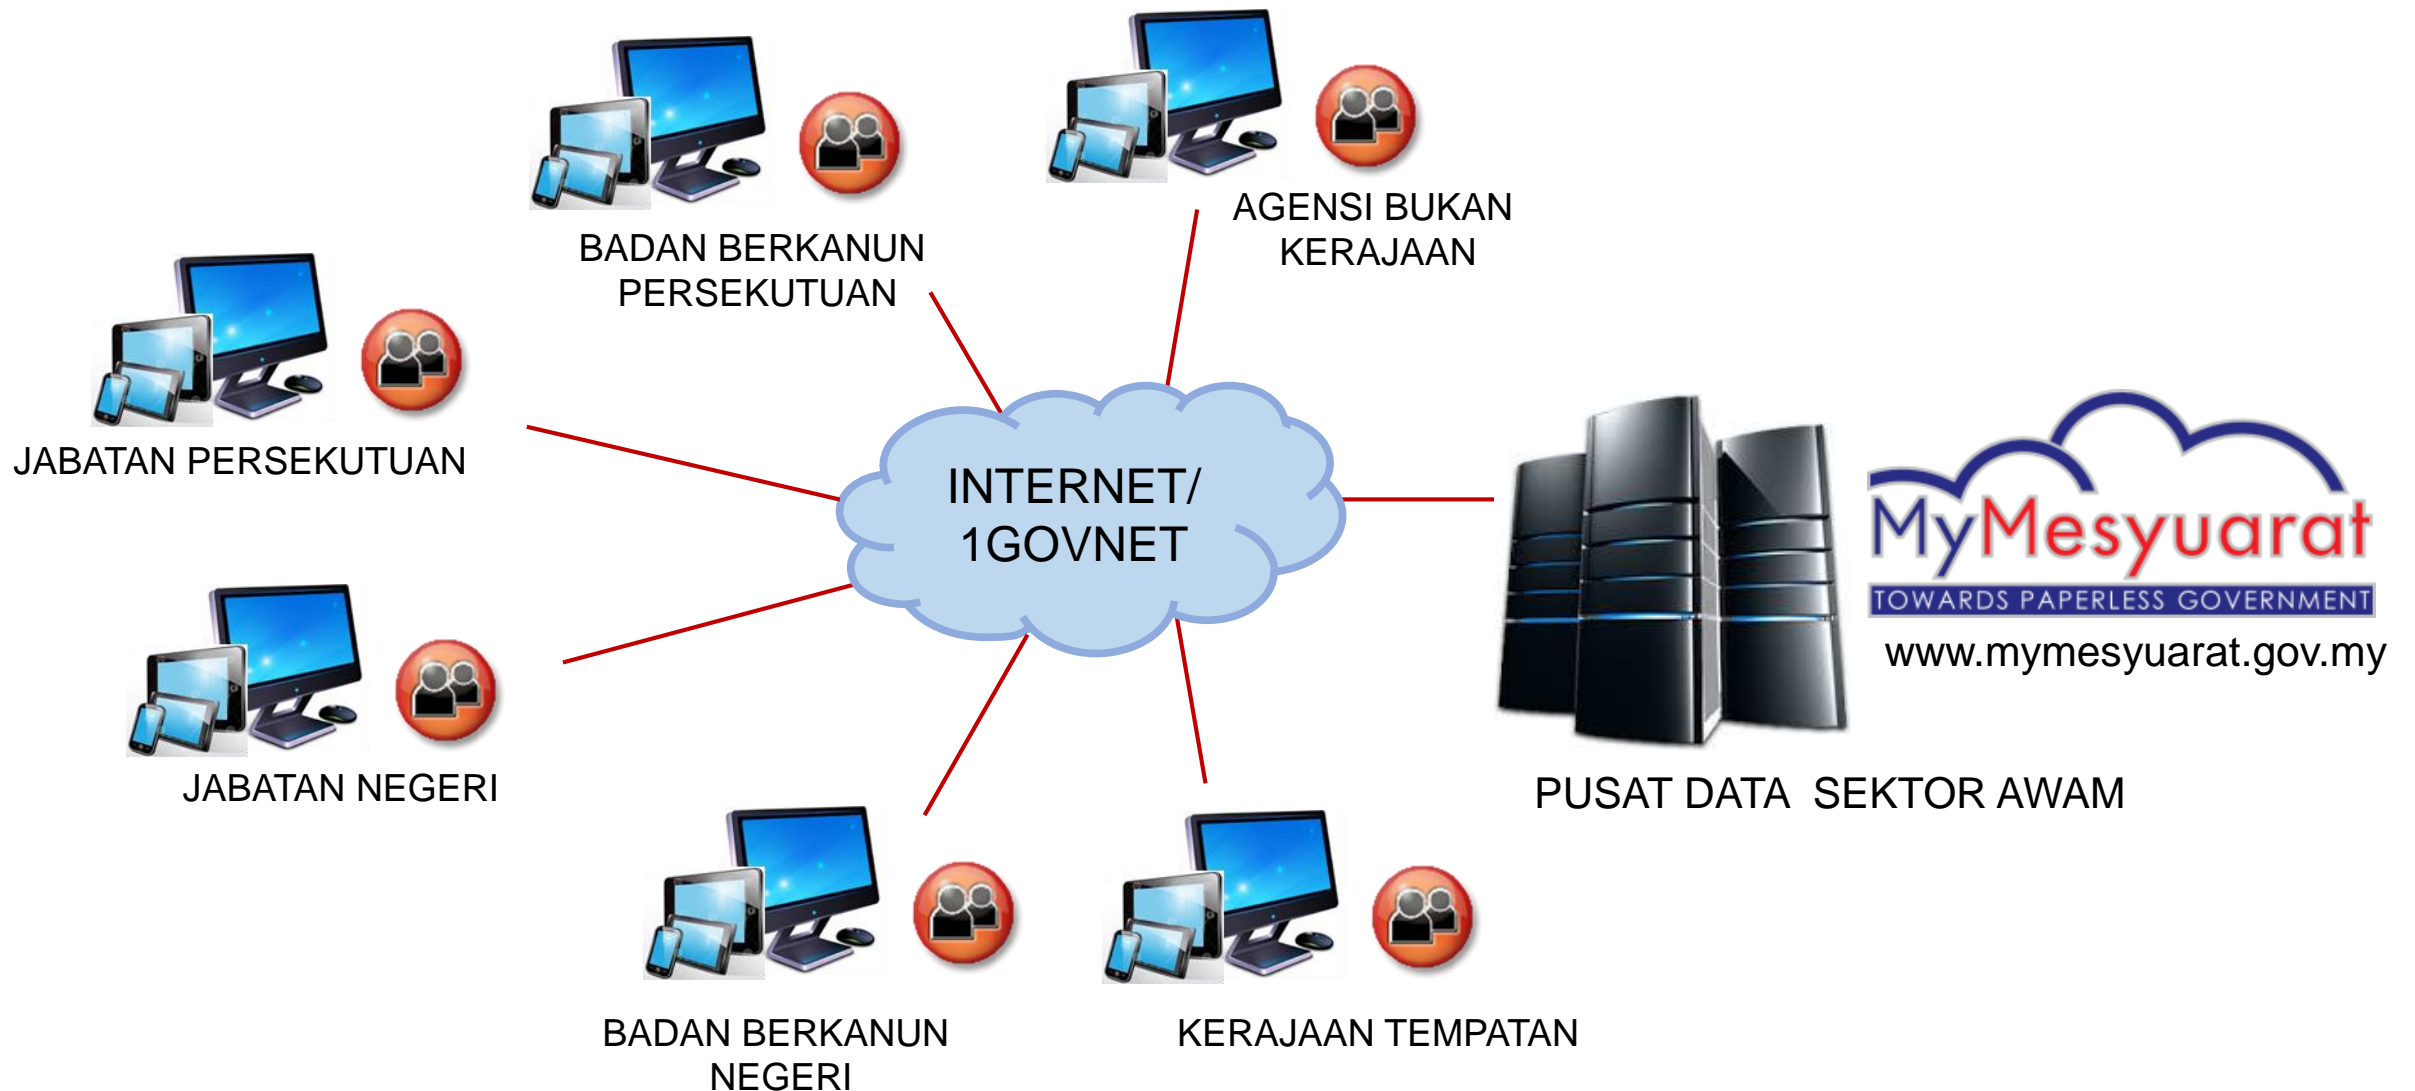 AGENSI BUKAN
KERAJAAN
BADAN BERKANUN
PERSEKUTUAN
JABATAN PERSEKUTUAN
INTERNET/
1GOVNET
MyMesyuarat
TOWARDS PAPERLESS GOVERNMENT
www.mymesyuarat.gov.my
JABATAN NEGERI
PUSAT DATA  SEKTOR AWAM
BADAN BERKANUN
NEGERI
KERAJAAN TEMPATAN